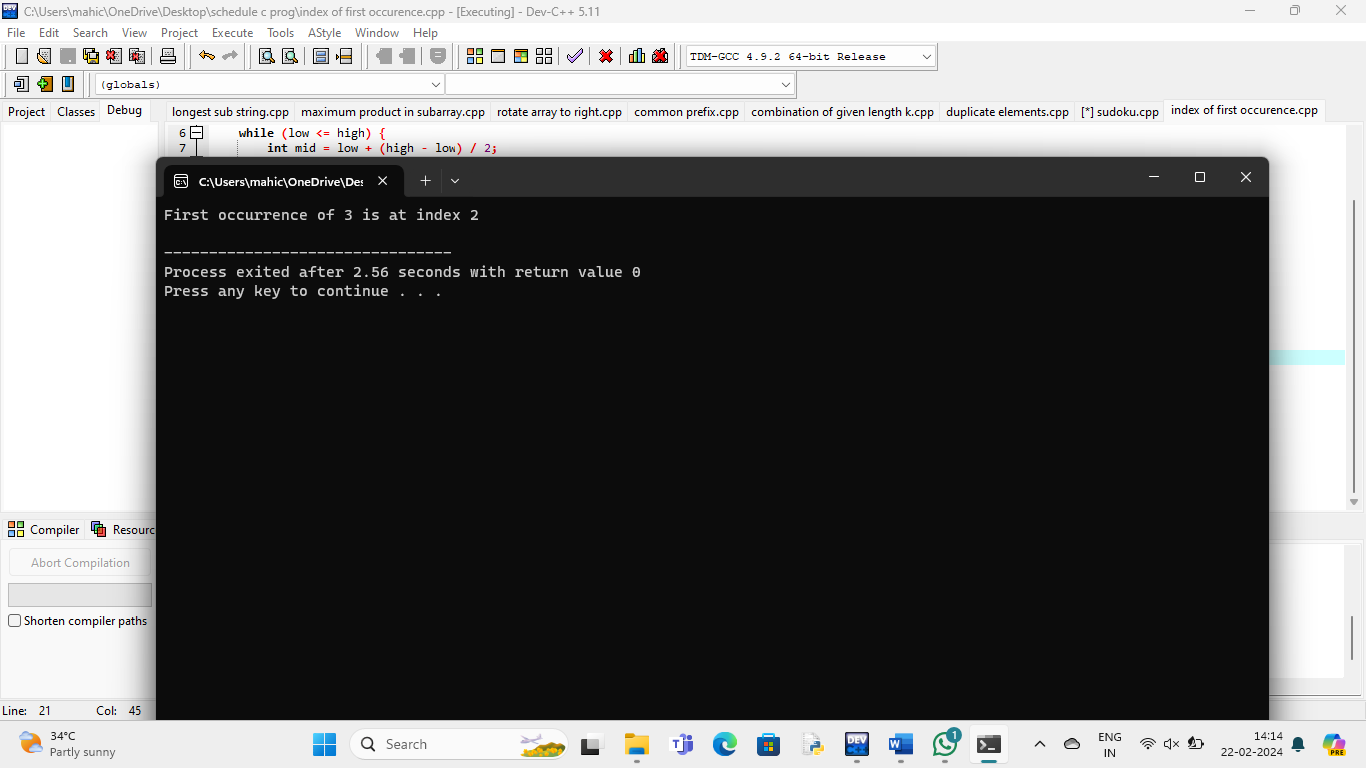 C:\Users\mahic\OneDrive\Desktop\schedule c prog\index of first occurence.cpp - [Executing] - Dev-C++ 5.11
File Edit Search View Project Execute Tools AStyle Window Help
TDM-GCC 4.9.2 64-bit Release
(globals)
Project Classes Debug longest sub string.cpp maximum product in subarray.cpp rotate array to right.cpp common prefix.cpp combination of given length k.cpp duplicate elements.cpp [*] sudoku.cpp index of first occurence.cpp
6 while (low <= high) {
7 int mid = low + (high - low) / 2;
C:\Users\mahic\OneDrive\Des
First occurrence of 3 is at index 2
--------------------------------
Process exited after 2.56 seconds with return value 0
Press any key to continue . . .
Compiler Resourc
Abort Compilation
Shorten compiler paths
Line: 21 Col: 45
34°C
Partly sunny
Search
DEV
1
ENG
IN
14:14
22-02-2024
PRE